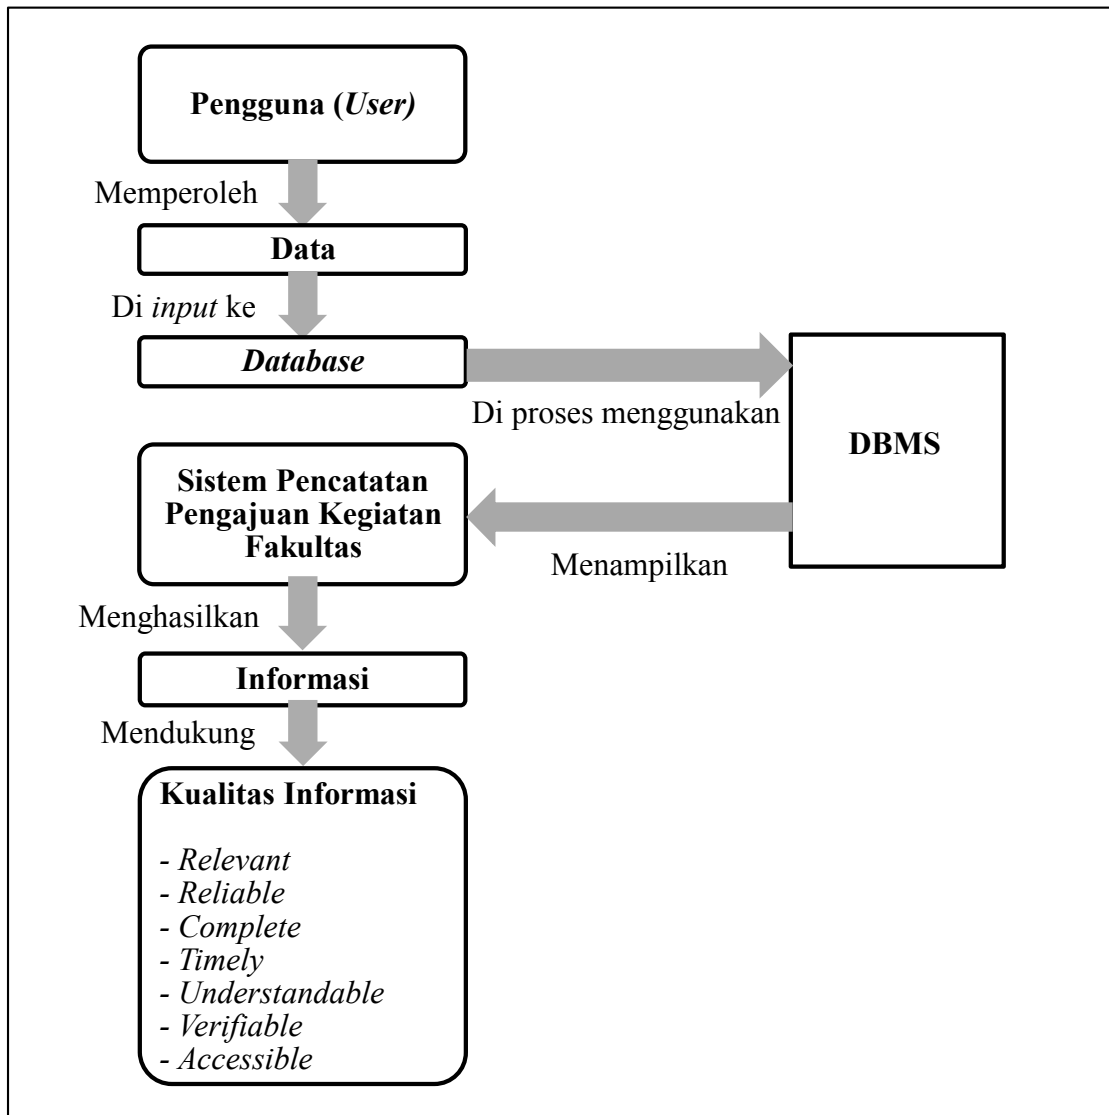 Pengguna (User)
Memperoleh
Data
Di input ke
Database
Di proses menggunakan
DBMS
Sistem Pencatatan
Pengajuan Kegiatan
Fakultas
Menampilkan
Menghasilkan
Informasi
Mendukung
Kualitas Informasi
- Relevant
- Reliable
- Complete
- Timely
- Understandable
- Verifiable
- Accessible